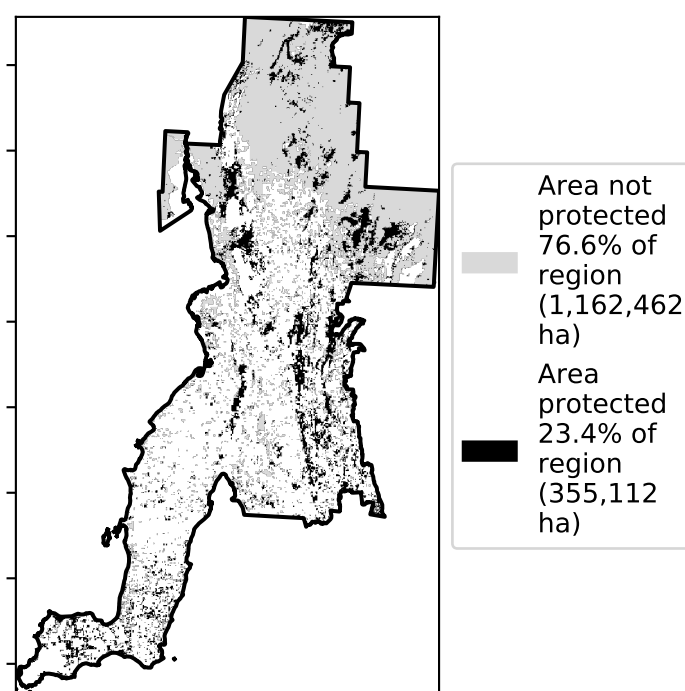 Area not
protected
76.6% of
region
(1,162,462
ha)
Area
protected
23.4% of
region
(355,112
ha)